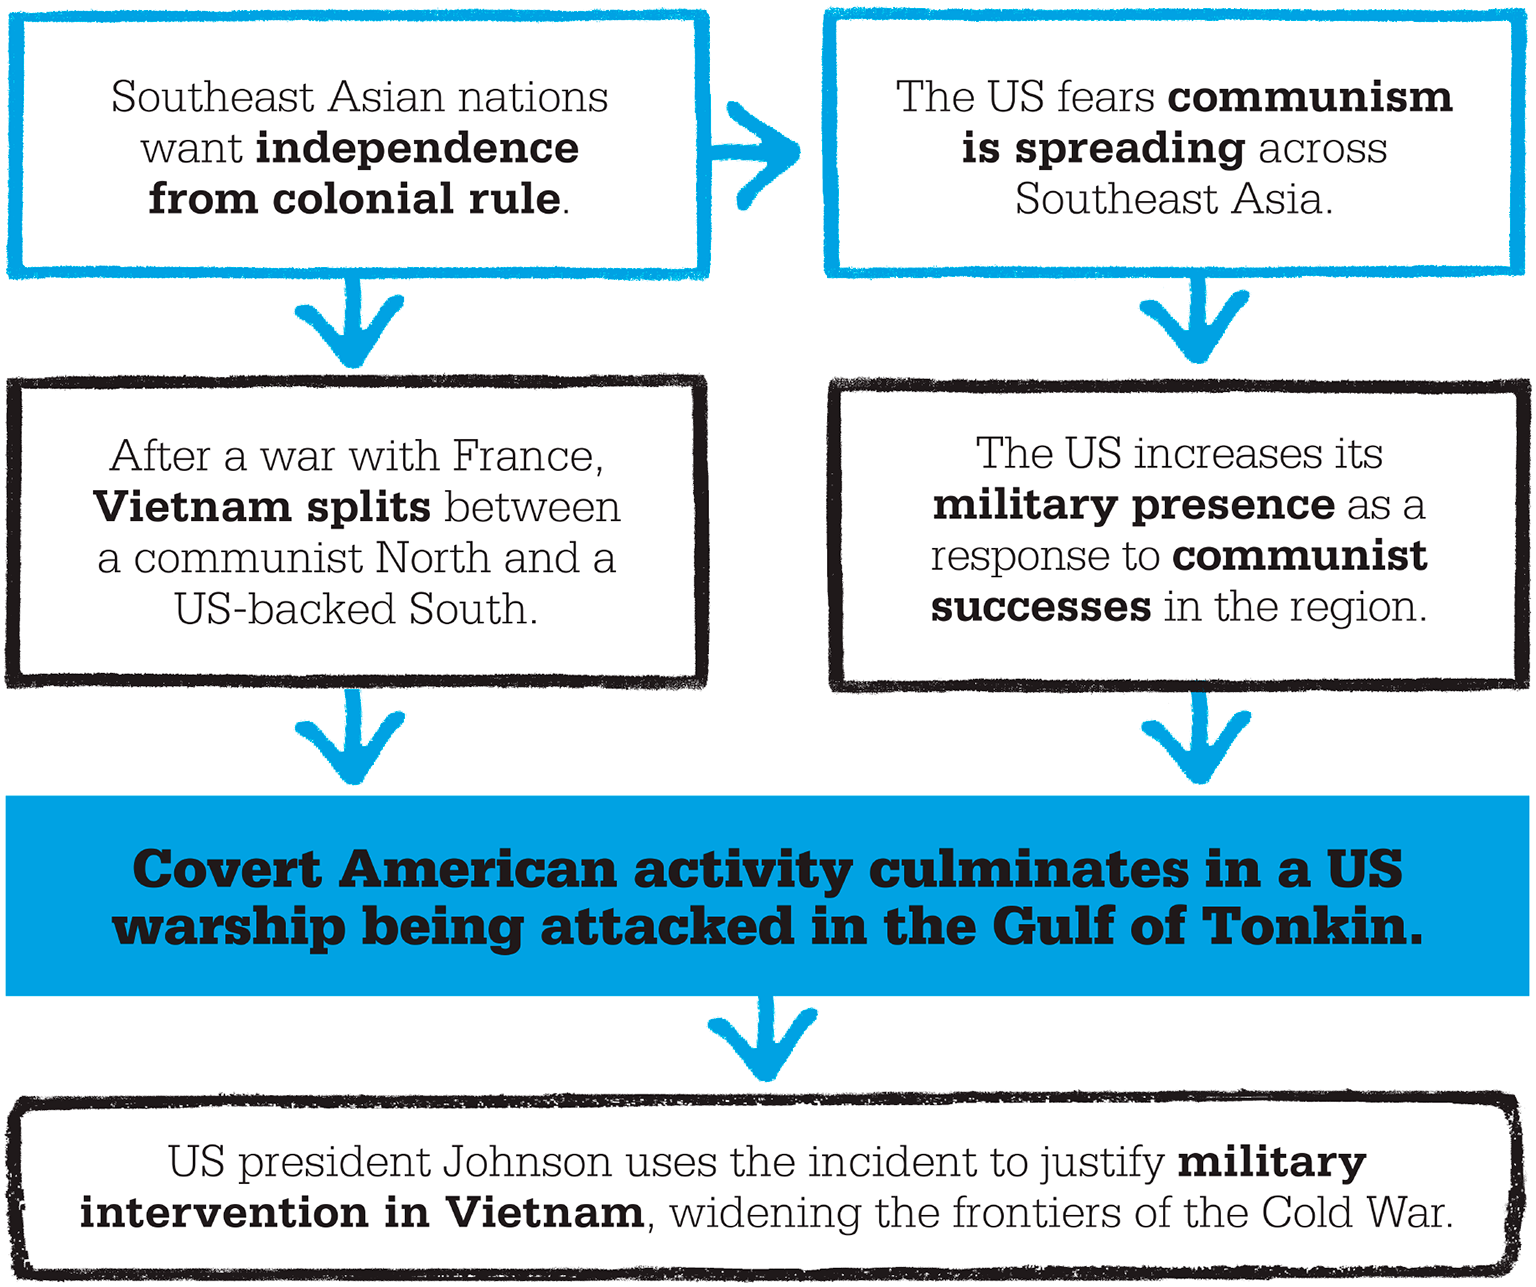 Southeast Asian nations
want independence
from colonial rule.
The US fears communism
is spreading across
Southeast Asia.
After a war with France,
Vietnam splits between
a communist North and a
US-backed South.
The US increases its
military presence as a
response to communist
successes in the region.
Covert American activity culminates in a US
warship being attacked in the Gulf of Tonkin.
US president Johnson uses the incident to justify military
intervention in Vietnam, widening the frontiers of the Cold War.